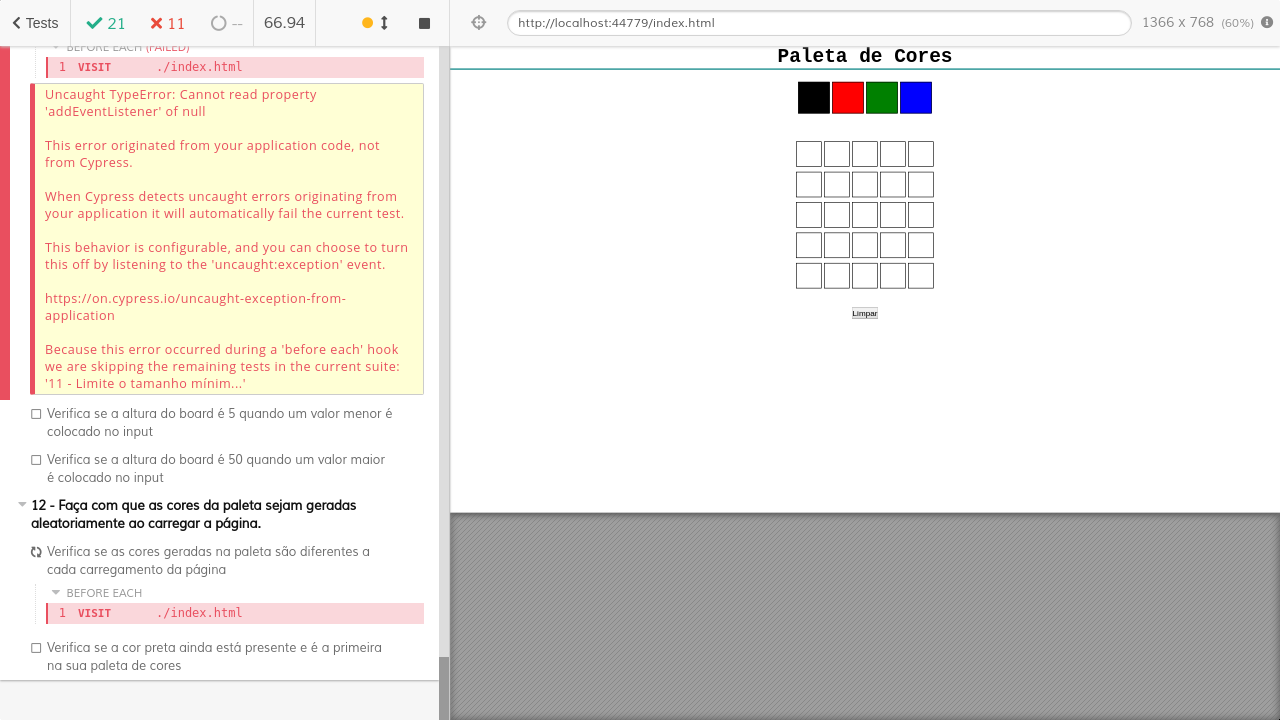 Tests
21
11
--
66.94
http://localhost:44779/index.html
1366 x 768 (60%)
BEFORE EACH (FAILED)
1 VISIT ./index.html
Uncaught TypeError: Cannot read property
'addEventListener' of null
This error originated from your application code, not
from Cypress.
When Cypress detects uncaught errors originating from
your application it will automatically fail the current test.
This behavior is configurable, and you can choose to turn
this off by listening to the 'uncaught:exception' event.
https://on.cypress.io/uncaught-exception-from-
application
Because this error occurred during a 'before each' hook
we are skipping the remaining tests in the current suite:
'11 - Limite o tamanho mínim...'
Verifica se a altura do board é 5 quando um valor menor é
colocado no input
Verifica se a altura do board é 50 quando um valor maior
é colocado no input
12 - Faça com que as cores da paleta sejam geradas
aleatoriamente ao carregar a página.
Verifica se as cores geradas na paleta são diferentes a
cada carregamento da página
BEFORE EACH
1 VISIT ./index.html
Verifica se a cor preta ainda está presente e é a primeira
na sua paleta de cores
Paleta de Cores
Limpar